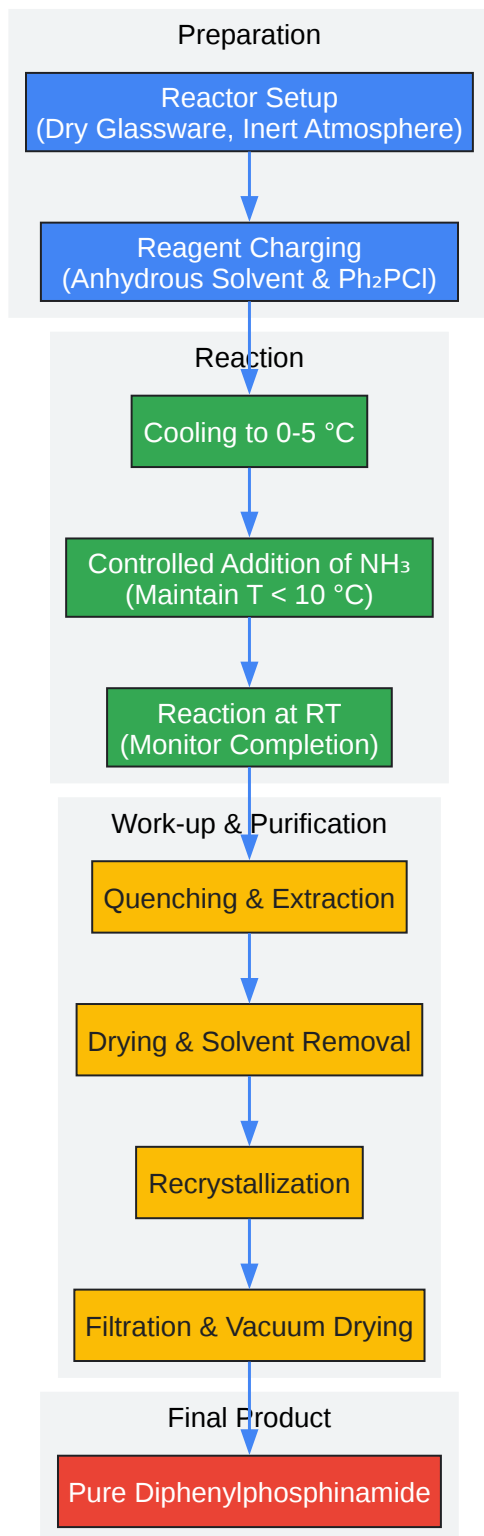 Preparation
Reactor Setup
(Dry Glassware, Inert Atmosphere)
Reagent Charging
(Anhydrous Solvent & Ph₂PCl)
Reaction
Cooling to 0-5 °C
Controlled Addition of NH₃
(Maintain T < 10 °C)
Reaction at RT
(Monitor Completion)
Work-up & Purification
Quenching & Extraction
Drying & Solvent Removal
Recrystallization
Filtration & Vacuum Drying
Final Product
Pure Diphenylphosphinamide